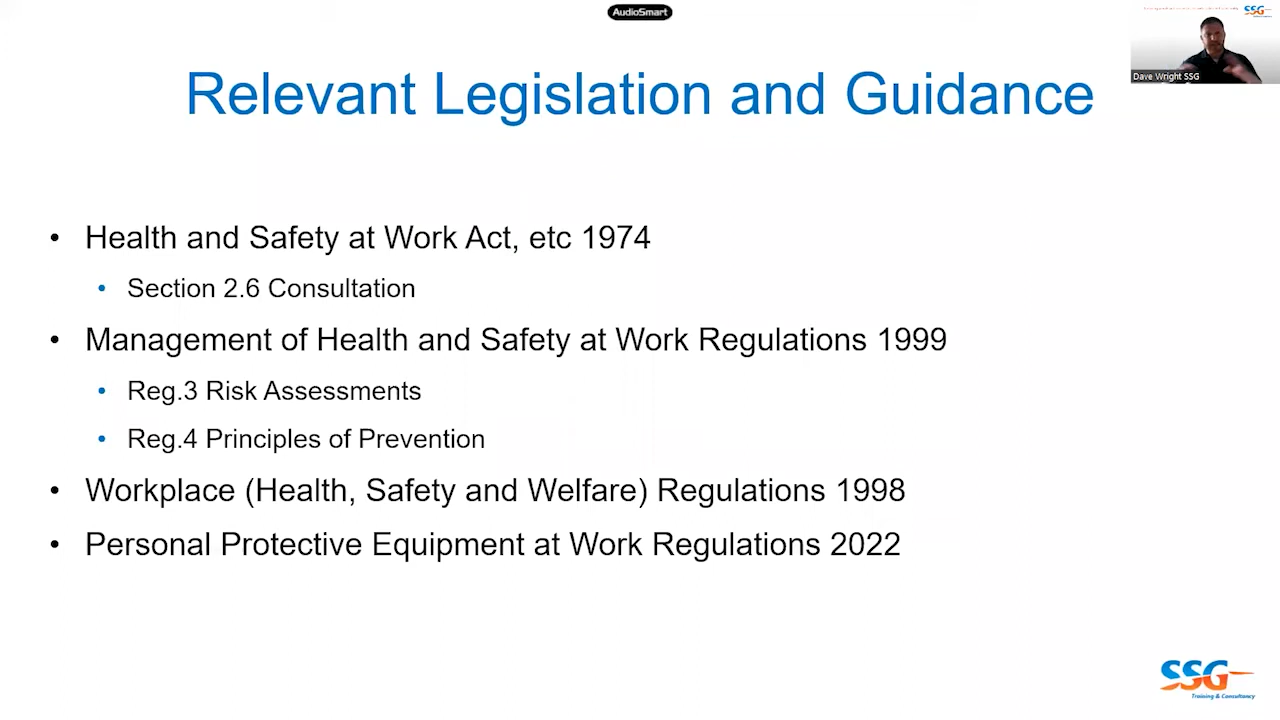 AudioSmart
SSG
Dave Wright SSG
Relevant Legislation and Guidance
• Health and Safety at Work Act, etc 1974
• Section 2.6 Consultation
• Management of Health and Safety at Work Regulations 1999
• Reg.3 Risk Assessments
• Reg.4 Principles of Prevention
• Workplace (Health, Safety and Welfare) Regulations 1998
• Personal Protective Equipment at Work Regulations 2022
SSG
Training & Consultancy